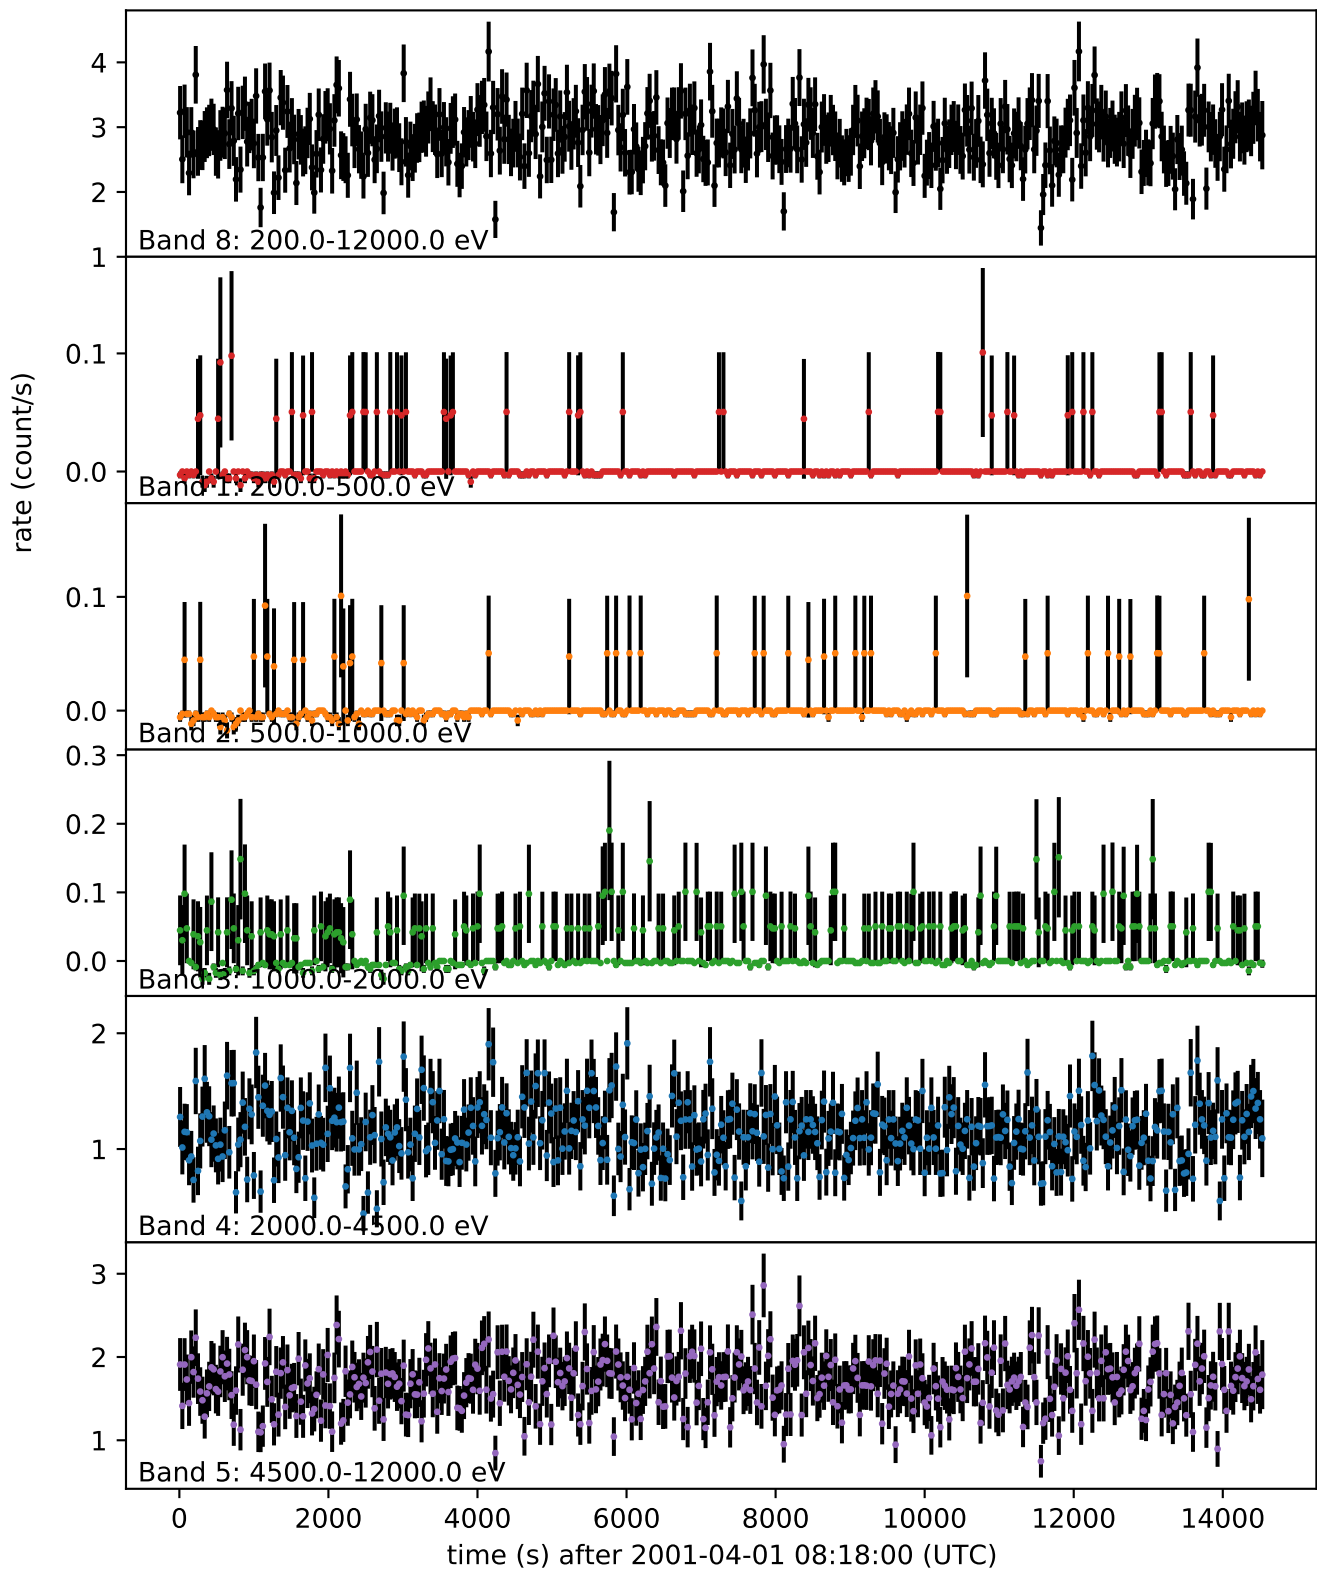 4
3
2
1
Band 8: 200.0-12000.0 eV
0.1
0.0
Band 1: 200.0-500.0 eV
rate (count/s)
0.1
0.0
Band 2: 500.0-1000.0 eV
0.3
0.2
0.1
0.0
Band 3: 1000.0-2000.0 eV
2
1
Band 4: 2000.0-4500.0 eV
3
2
1
Band 5: 4500.0-12000.0 eV
0 2000 4000 6000 8000 10000 12000 14000
time (s) after 2001-04-01 08:18:00 (UTC)